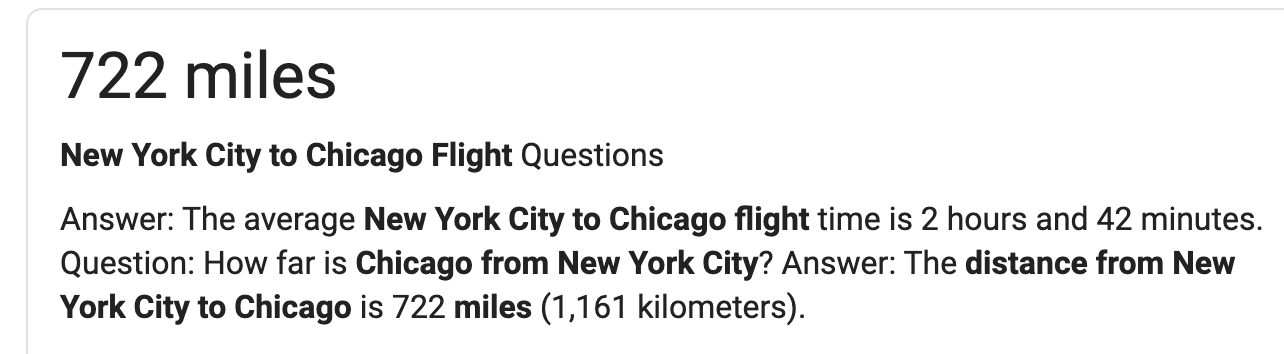 722 miles
New York City to Chicago Flight Questions
Answer: The average New York City to Chicago flight time is 2 hours and 42 minutes.
Question: How far is Chicago from New York City? Answer: The distance from New
York City to Chicago is 722 miles (1,161 kilometers).